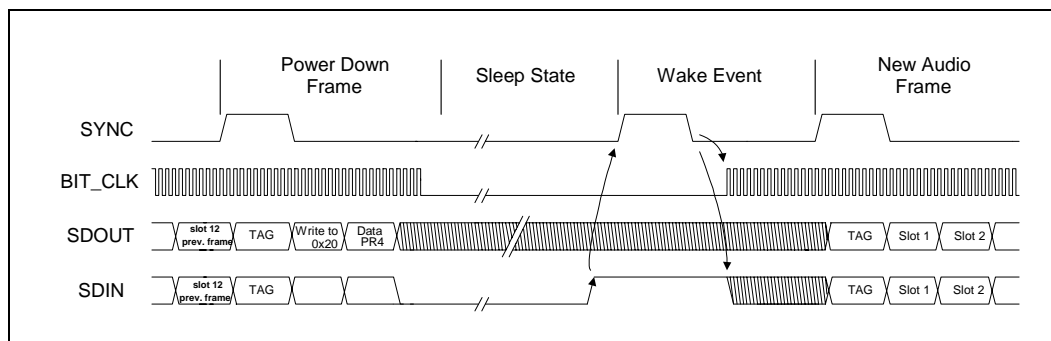 Power Down
Frame
Sleep State
Wake Event
New Audio
Frame
SYNC
BIT_CLK
SDOUT
slot 12
prev. frame
TAG
Write to
0x20
Data
PR4
TAG
Slot 1
Slot 2
SDIN
slot 12
prev. frame
TAG
TAG
Slot 1
Slot 2